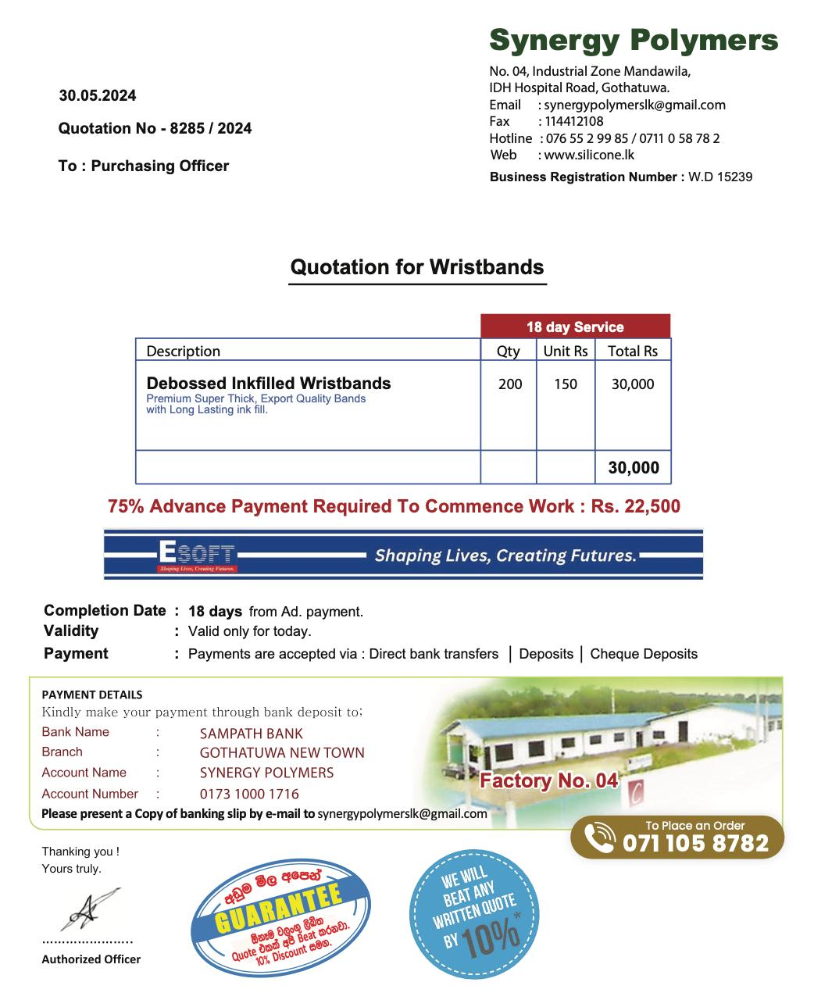 Synergy Polymers
No. 04, Industrial Zone Mandawila,
IDH Hospital Road, Gothatuwa.
Email : synergypolymerslk@gmail.com
Fax : 114412108
Hotline : 076 55 2 99 85 / 0711 0 58 78 2
Web : www.silicone.lk
Business Registration Number : W.D 15239
30.05.2024
Quotation No - 8285 / 2024
To : Purchasing Officer
Quotation for Wristbands
18 day Service
Description Qty Unit Rs Total Rs
Debossed Inkfilled Wristbands 200 150 30,000
Premium Super Thick, Export Quality Bands
with Long Lasting ink fill.
30,000
75% Advance Payment Required To Commence Work : Rs. 22,500
ESOFT Shaping Lives, Creating Futures.
Shaping Lives, Creating Futures.
Completion Date : 18 days from Ad. payment.
Validity : Valid only for today.
Payment : Payments are accepted via : Direct bank transfers | Deposits | Cheque Deposits
PAYMENT DETAILS
Kindly make your payment through bank deposit to;
Bank Name : SAMPATH BANK
Branch : GOTHATUWA NEW TOWN
Account Name : SYNERGY POLYMERS
Account Number : 0173 1000 1716
Please present a Copy of banking slip by e-mail to synergypolymerslk@gmail.com
Factory No. 04
C
To Place an Order
071 105 8782
Thanking you !
Yours truly.
........................
Authorized Officer
අඩුම මිල අපෙන්
GUARANTEE
ඕනෑම වලංගු ලිඛිත
Quote එකක් අපි Beat කරනවා.
10% Discount සමග.
WE WILL
BEAT ANY
WRITTEN QUOTE
BY 10%*